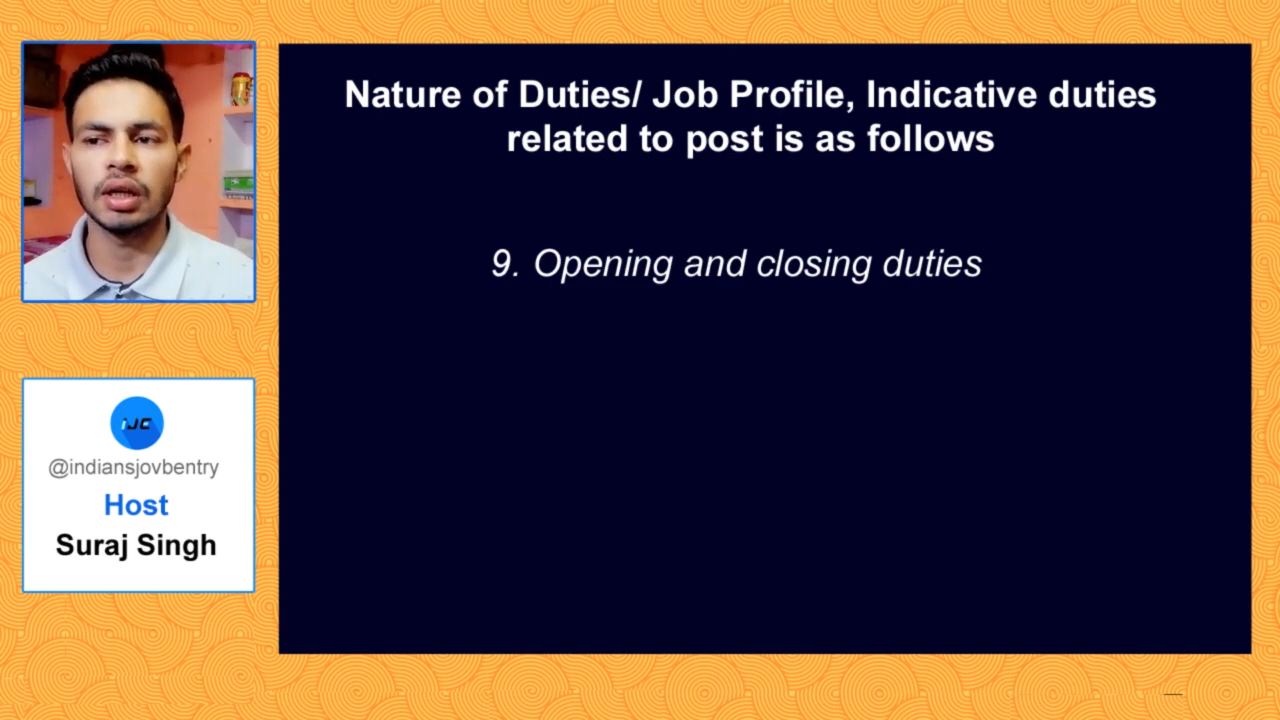 Nature of Duties/ Job Profile, Indicative duties
related to post is as follows
9. Opening and closing duties
iJC
@indiansjovbentry
Host
Suraj Singh